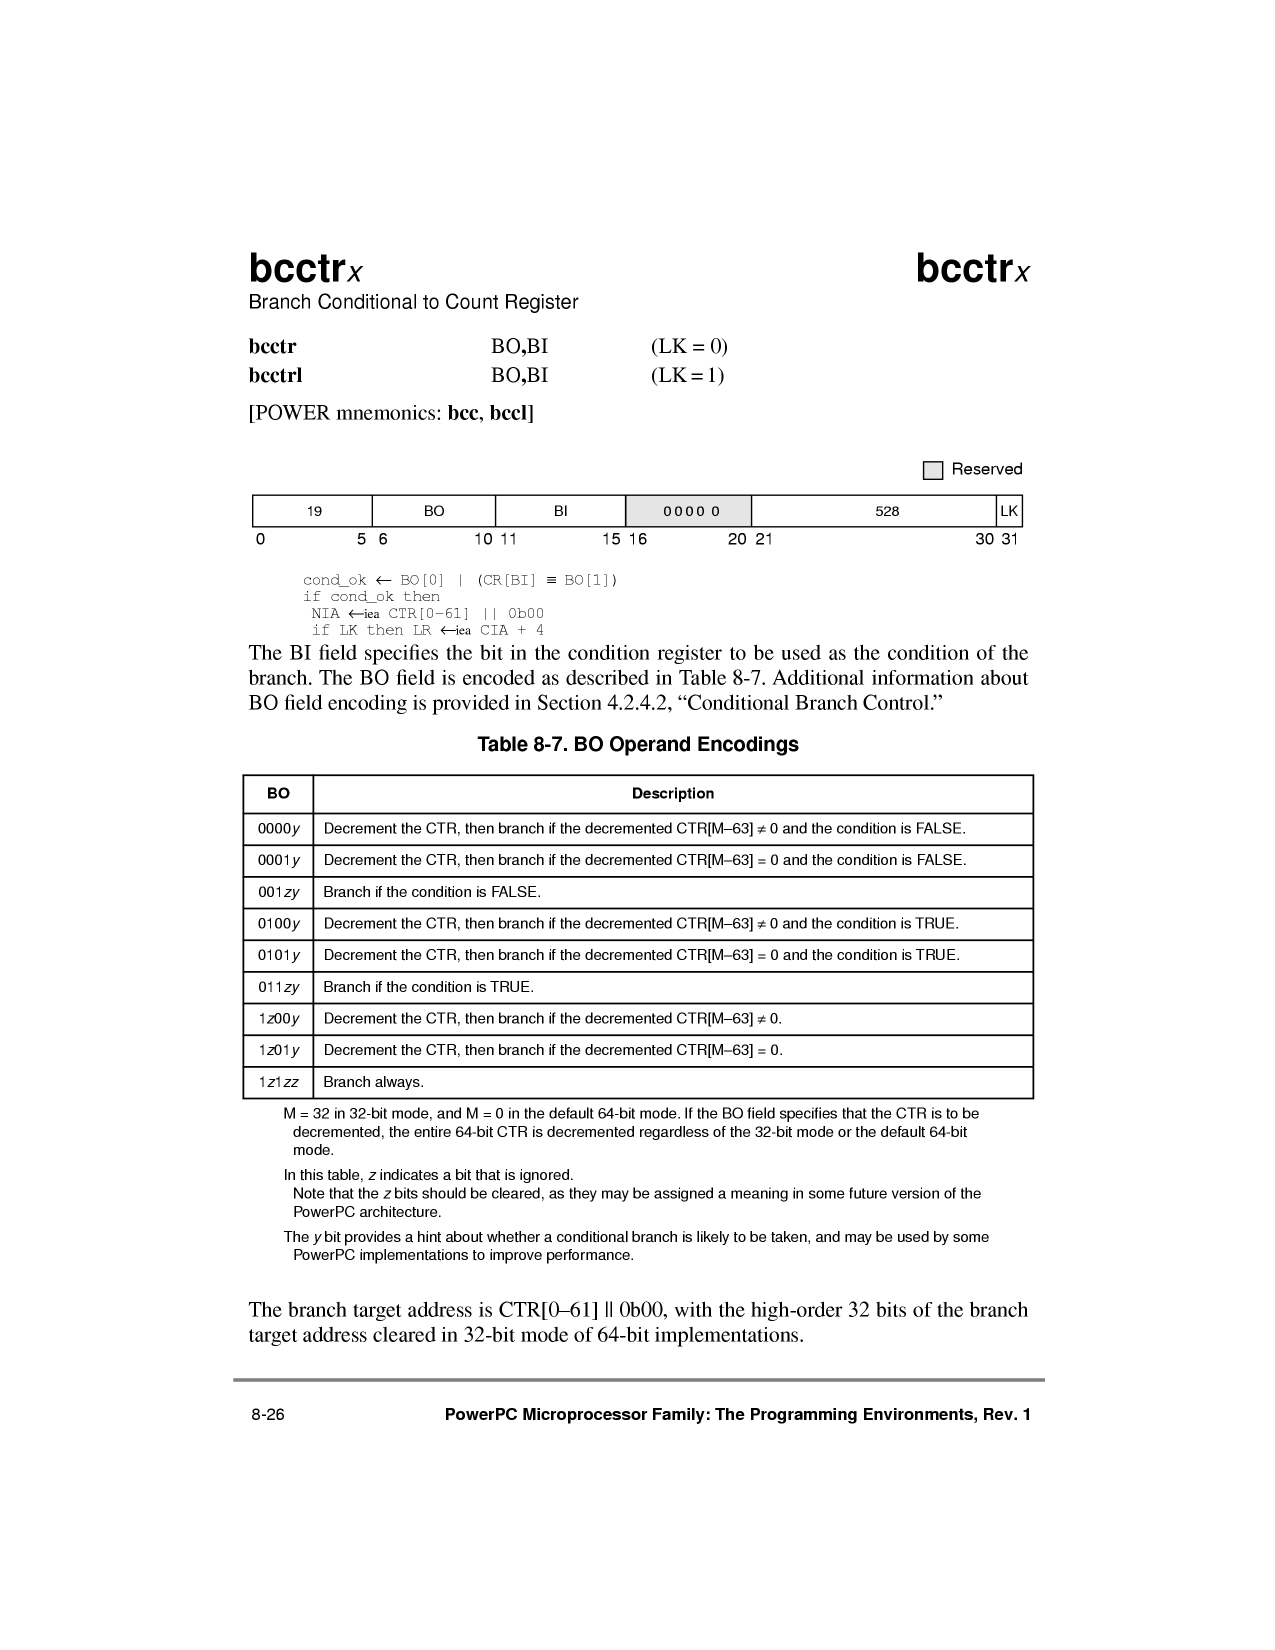 bcctrx bcctrx
Branch Conditional to Count Register
bcctr BO,BI (LK = 0)
bcctrl BO,BI (LK = 1)
[POWER mnemonics: bcc, bccl]
Reserved
19 BO BI 0 0 0 0 0 528 LK
0 5 6 10 11 15 16 20 21 30 31
cond_ok ← BO[0] | (CR[BI] ≡ BO[1])
if cond_ok then
NIA ←iea CTR[0–61] || 0b00
if LK then LR ←iea CIA + 4
The BI field specifies the bit in the condition register to be used as the condition of the
branch. The BO field is encoded as described in Table 8-7. Additional information about
BO field encoding is provided in Section 4.2.4.2, “Conditional Branch Control.”
Table 8-7. BO Operand Encodings
BO Description
0000y Decrement the CTR, then branch if the decremented CTR[M–63] ≠ 0 and the condition is FALSE.
0001y Decrement the CTR, then branch if the decremented CTR[M–63] = 0 and the condition is FALSE.
001zy Branch if the condition is FALSE.
0100y Decrement the CTR, then branch if the decremented CTR[M–63] ≠ 0 and the condition is TRUE.
0101y Decrement the CTR, then branch if the decremented CTR[M–63] = 0 and the condition is TRUE.
011zy Branch if the condition is TRUE.
1z00y Decrement the CTR, then branch if the decremented CTR[M–63] ≠ 0.
1z01y Decrement the CTR, then branch if the decremented CTR[M–63] = 0.
1z1zz Branch always.
M = 32 in 32-bit mode, and M = 0 in the default 64-bit mode. If the BO field specifies that the CTR is to be
decremented, the entire 64-bit CTR is decremented regardless of the 32-bit mode or the default 64-bit
mode.
In this table, z indicates a bit that is ignored.
Note that the z bits should be cleared, as they may be assigned a meaning in some future version of the
PowerPC architecture.
The y bit provides a hint about whether a conditional branch is likely to be taken, and may be used by some
PowerPC implementations to improve performance.
The branch target address is CTR[0–61] || 0b00, with the high-order 32 bits of the branch
target address cleared in 32-bit mode of 64-bit implementations.
8-26 PowerPC Microprocessor Family: The Programming Environments, Rev. 1